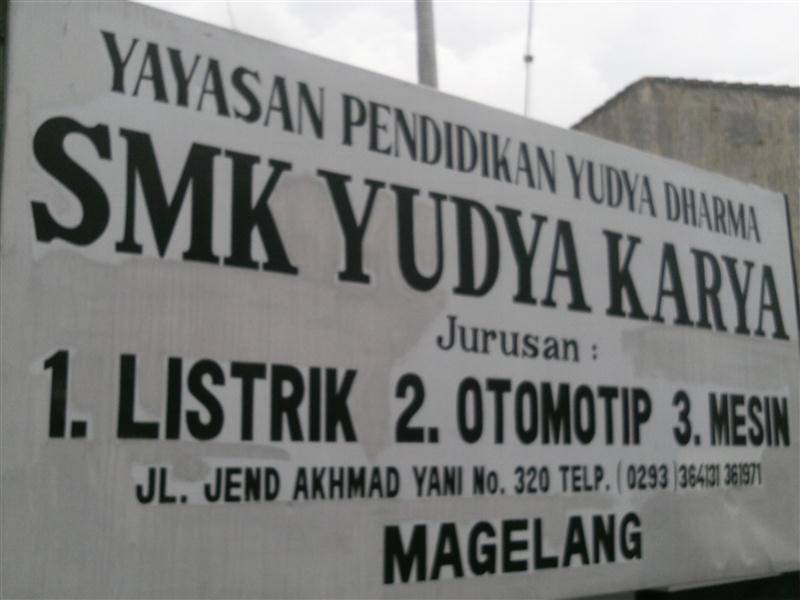 YAYASAN PENDIDIKAN YUDYA DHARMA
SMK YUDYA KARYA
Jurusan :
1. LISTRIK 2. OTOMOTIP 3. MESIN
JL. JEND AKHMAD YANI No. 320 TELP. (0293) 364131 361971
MAGELANG